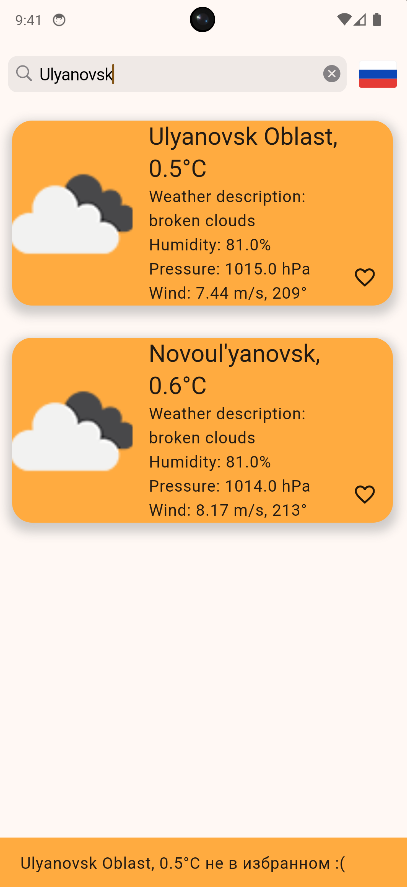 9:41
Ulyanovsk
Ulyanovsk Oblast,
0.5°C
Weather description:
broken clouds
Humidity: 81.0%
Pressure: 1015.0 hPa
Wind: 7.44 m/s, 209°
Novoul'yanovsk,
0.6°C
Weather description:
broken clouds
Humidity: 81.0%
Pressure: 1014.0 hPa
Wind: 8.17 m/s, 213°
Ulyanovsk Oblast, 0.5°C не в избранном :(